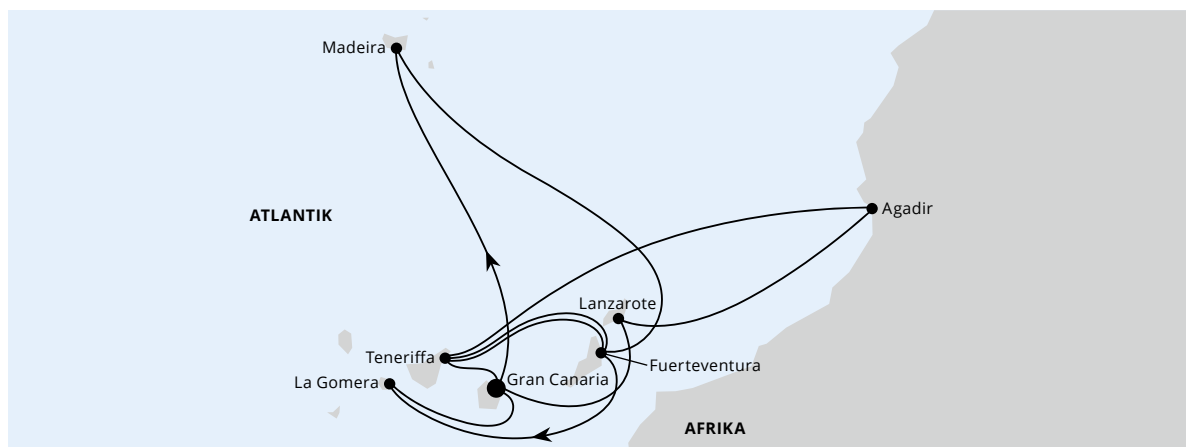 Madeira
ATLANTIK
Agadir
Lanzarote
Teneriffa
Fuerteventura
La Gomera
Gran Canaria
AFRIKA